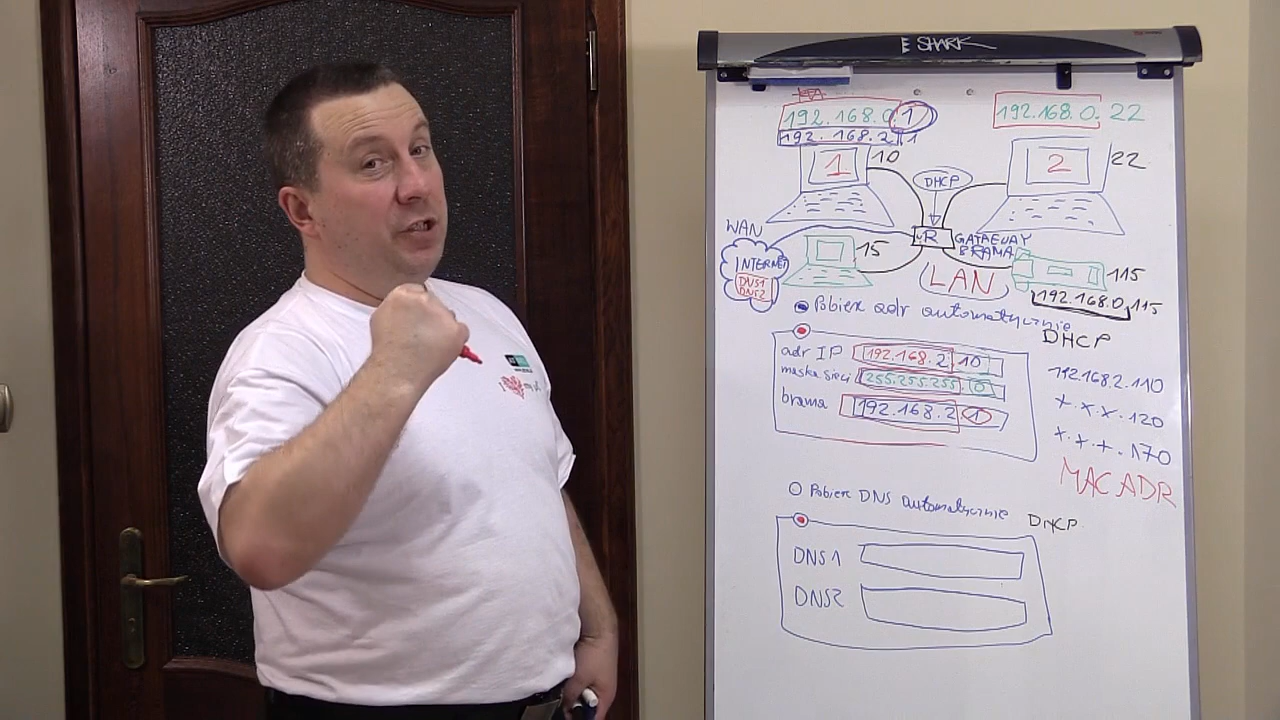 E SHARK
192.168.0.1
192.168.0.22
192.168.2.1
1
10
2
22
DHCP
WAN
R
GATEWAY
BRAMA
15
INTERNET
DNS1
DNS2
LAN
115
192.168.0.115
Pobierz adr automatycznie
DHCP
adr IP 192.168.2 10
maska sieci 255.255.255 0
brama 192.168.2 1
192.168.2.110
x.x.x.120
x.x.x.170
MAC ADR
Pobierz DNS automatycznie
DHCP
DNS1
DNS2